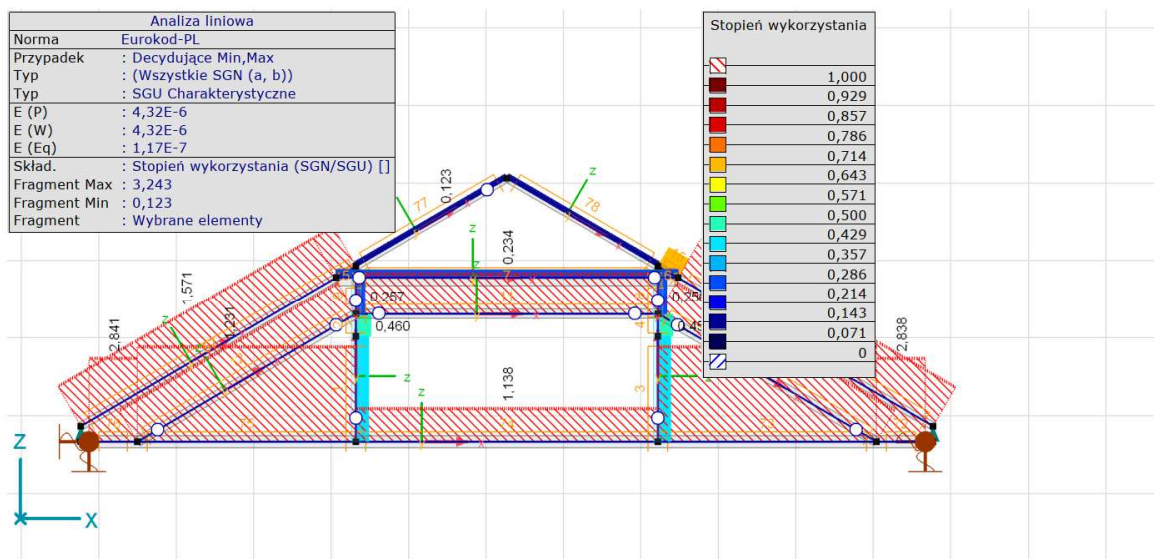 Analiza liniowa
Norma Eurokod-PL
Przypadek : Decydujące Min,Max
Typ : (Wszystkie SGN (a, b))
Typ : SGU Charakterystyczne
E (P) : 4,32E-6
E (W) : 4,32E-6
E (Eq) : 1,17E-7
Skład. : Stopień wykorzystania (SGN/SGU) []
Fragment Max : 3,243
Fragment Min : 0,123
Fragment : Wybrane elementy
Stopień wykorzystania
1,000
0,929
0,857
0,786
0,714
0,643
0,571
0,500
0,429
0,357
0,286
0,214
0,143
0,071
0
77
0,123
z
78
z
0,234
z
7
x
1,571
0,257
z
x
1,231
0,460
2,841
2,838
z
z
3
1,138
z
x
Z
X